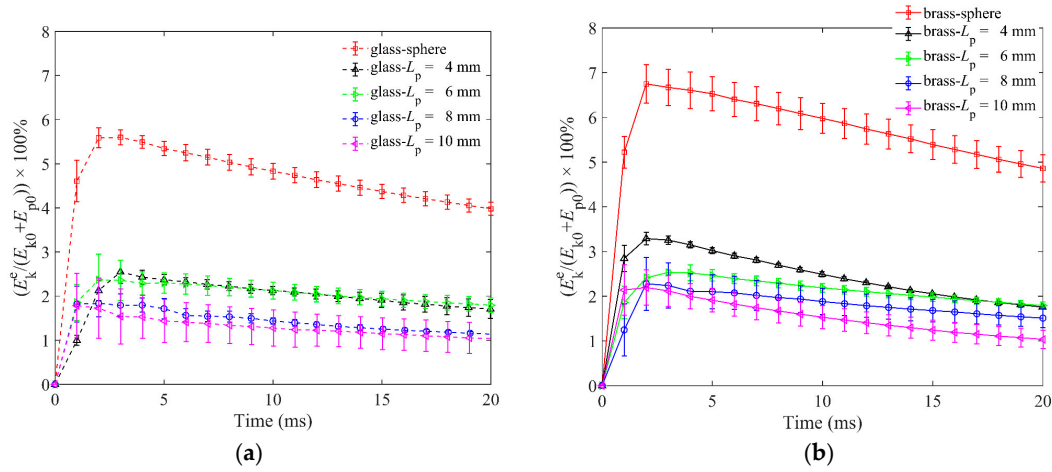 8
7
6
5
4
3
2
1
0
(E_k^e/(E_k0+E_p0)) × 100%
glass-sphere
glass-L_p = 4 mm
glass-L_p = 6 mm
glass-L_p = 8 mm
glass-L_p = 10 mm
0 5 10 15 20
Time (ms)
(a)
8
7
6
5
4
3
2
1
0
(E_k^e/(E_k0+E_p0)) × 100%
brass-sphere
brass-L_p = 4 mm
brass-L_p = 6 mm
brass-L_p = 8 mm
brass-L_p = 10 mm
0 5 10 15 20
Time (ms)
(b)